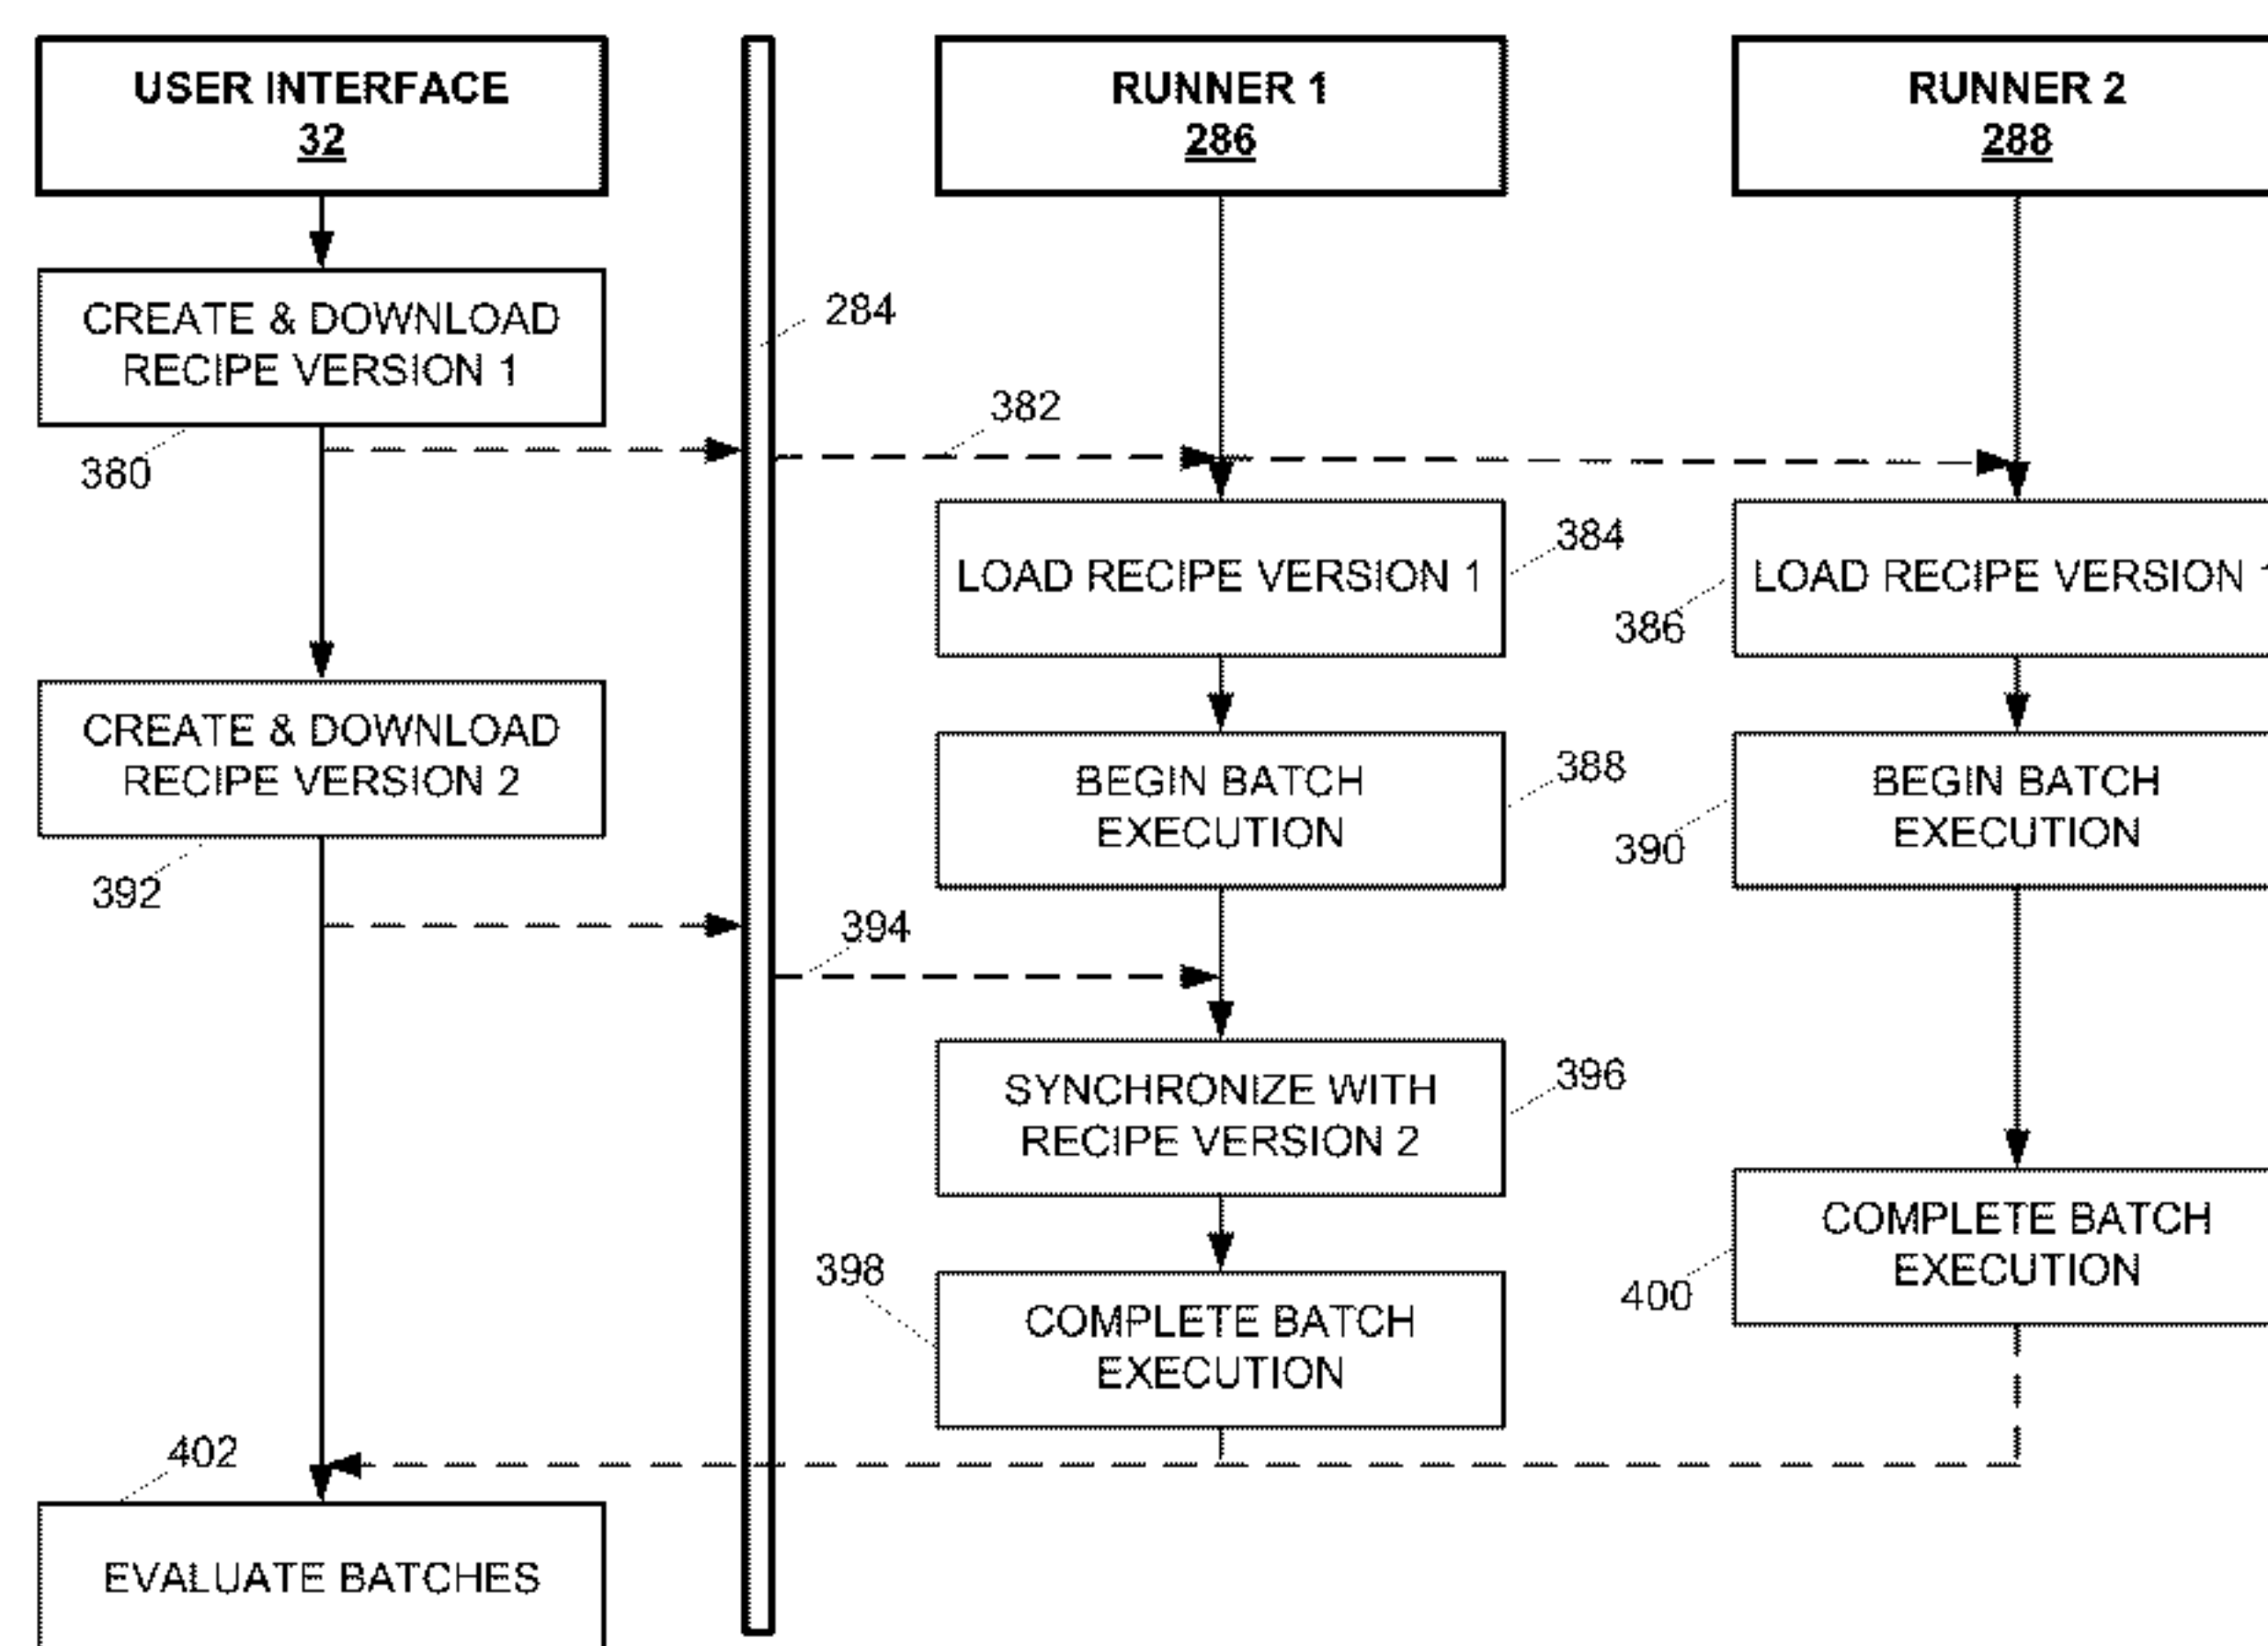 USER INTERFACE
32
RUNNER 1
286
RUNNER 2
288
CREATE & DOWNLOAD
RECIPE VERSION 1
380
284
382
LOAD RECIPE VERSION 1
384
LOAD RECIPE VERSION 1
386
CREATE & DOWNLOAD
RECIPE VERSION 2
392
BEGIN BATCH
EXECUTION
388
BEGIN BATCH
EXECUTION
390
394
SYNCHRONIZE WITH
RECIPE VERSION 2
396
COMPLETE BATCH
EXECUTION
398
COMPLETE BATCH
EXECUTION
400
402
EVALUATE BATCHES